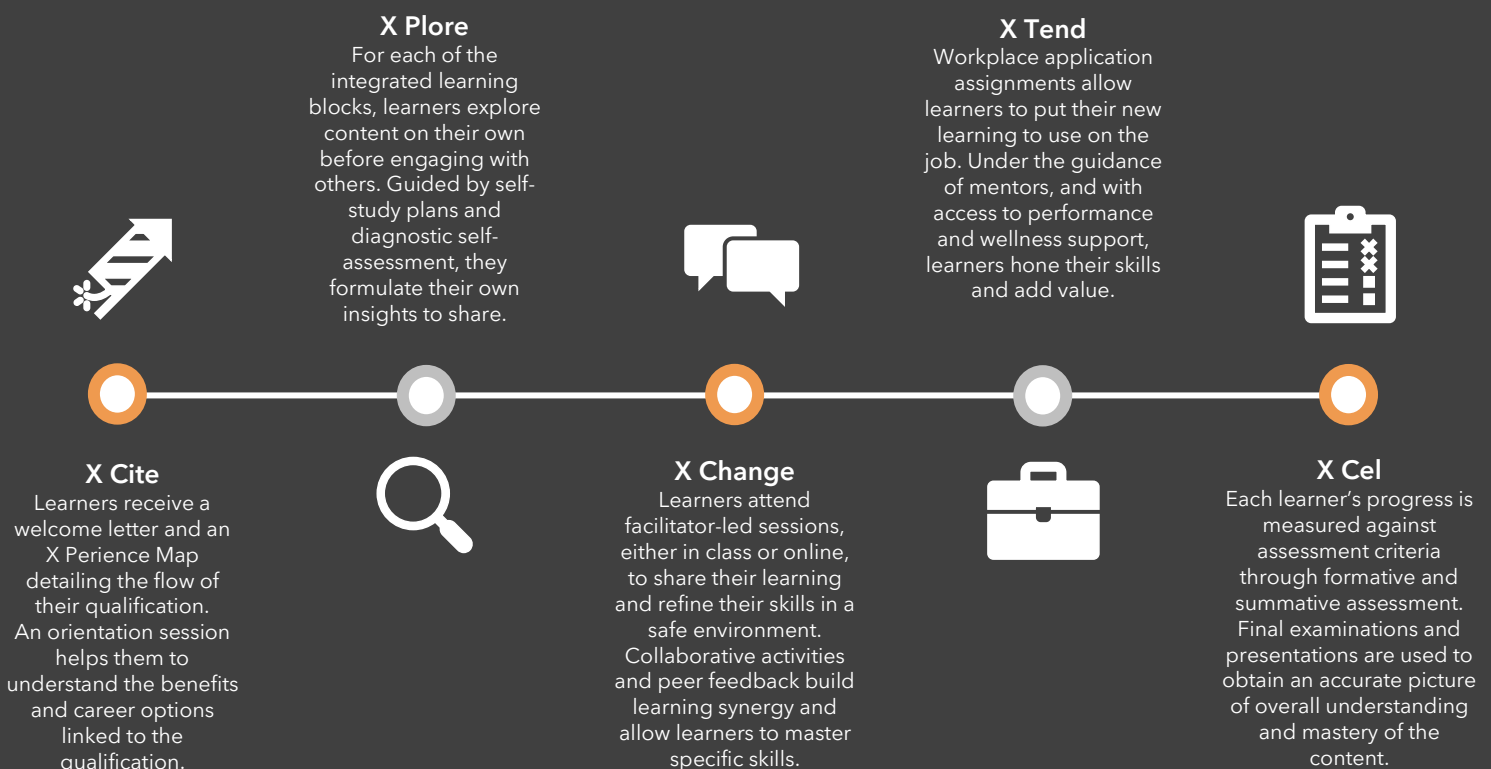 X Cite
Learners receive a
welcome letter and an
X Perience Map
detailing the flow of
their qualification.
An orientation session
helps them to
understand the benefits
and career options
linked to the
qualification.
X Plore
For each of the
integrated learning
blocks, learners explore
content on their own
before engaging with
others. Guided by self-
study plans and
diagnostic self-
assessment, they
formulate their own
insights to share.
X Change
Learners attend
facilitator-led sessions,
either in class or online,
to share their learning
and refine their skills in a
safe environment.
Collaborative activities
and peer feedback build
learning synergy and
allow learners to master
specific skills.
X Tend
Workplace application
assignments allow
learners to put their new
learning to use on the
job. Under the guidance
of mentors, and with
access to performance
and wellness support,
learners hone their skills
and add value.
X Cel
Each learner’s progress is
measured against
assessment criteria
through formative and
summative assessment.
Final examinations and
presentations are used to
obtain an accurate picture
of overall understanding
and mastery of the
content.